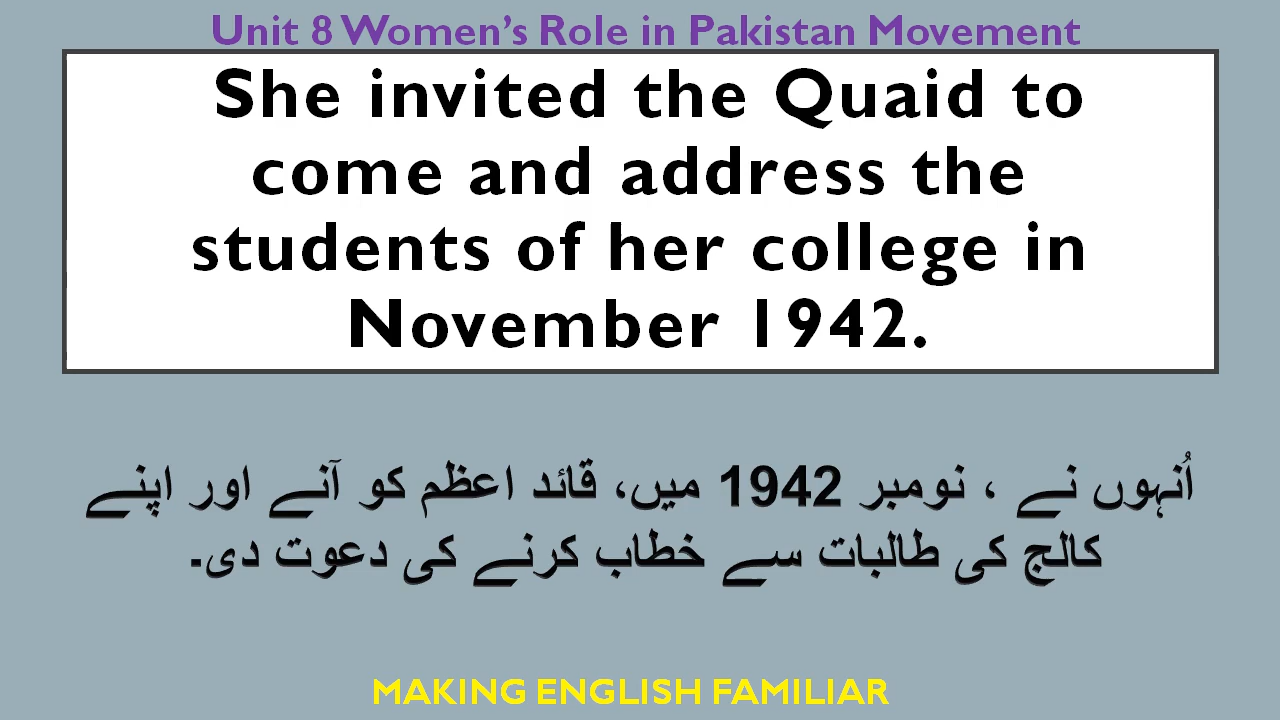 Unit 8 Women's Role in Pakistan Movement
She invited the Quaid to
come and address the
students of her college in
November 1942.
اُنہوں نے ، نومبر 1942 میں، قائد اعظم کو آنے اور اپنے
کالج کی طالبات سے خطاب کرنے کی دعوت دی۔
MAKING ENGLISH FAMILIAR